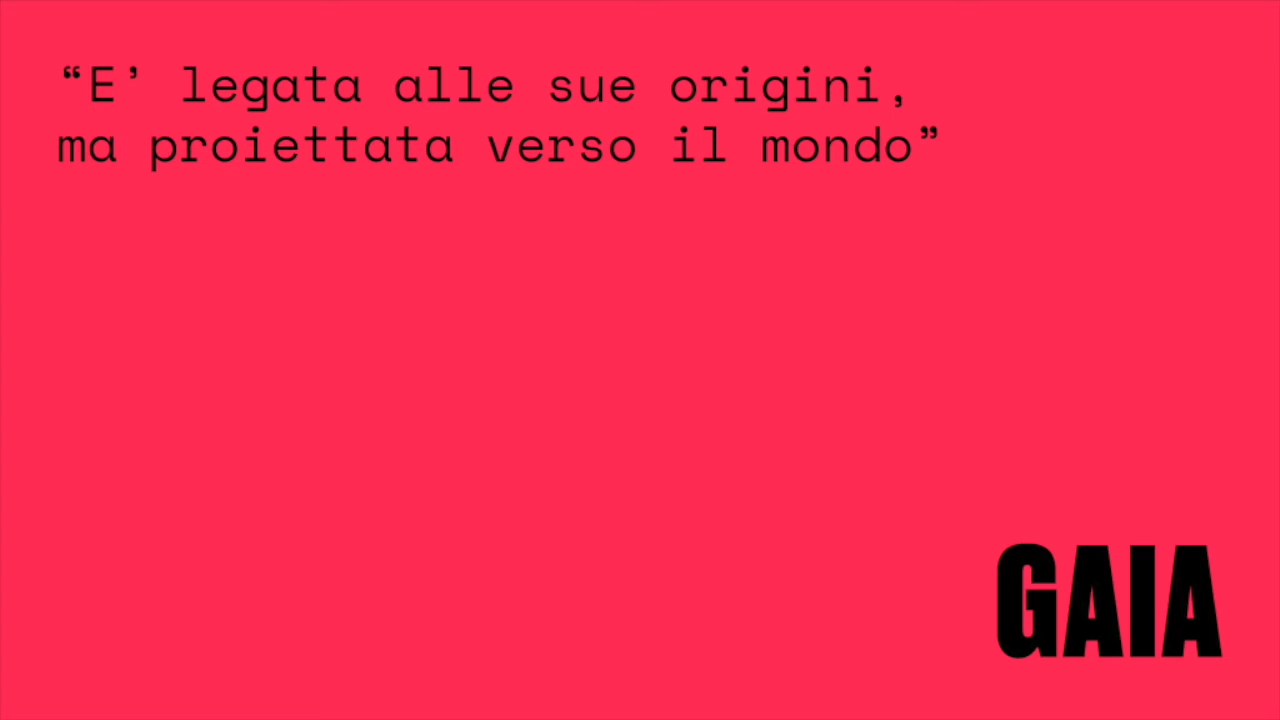 “E’ legata alle sue origini,
ma proiettata verso il mondo”
GAIA